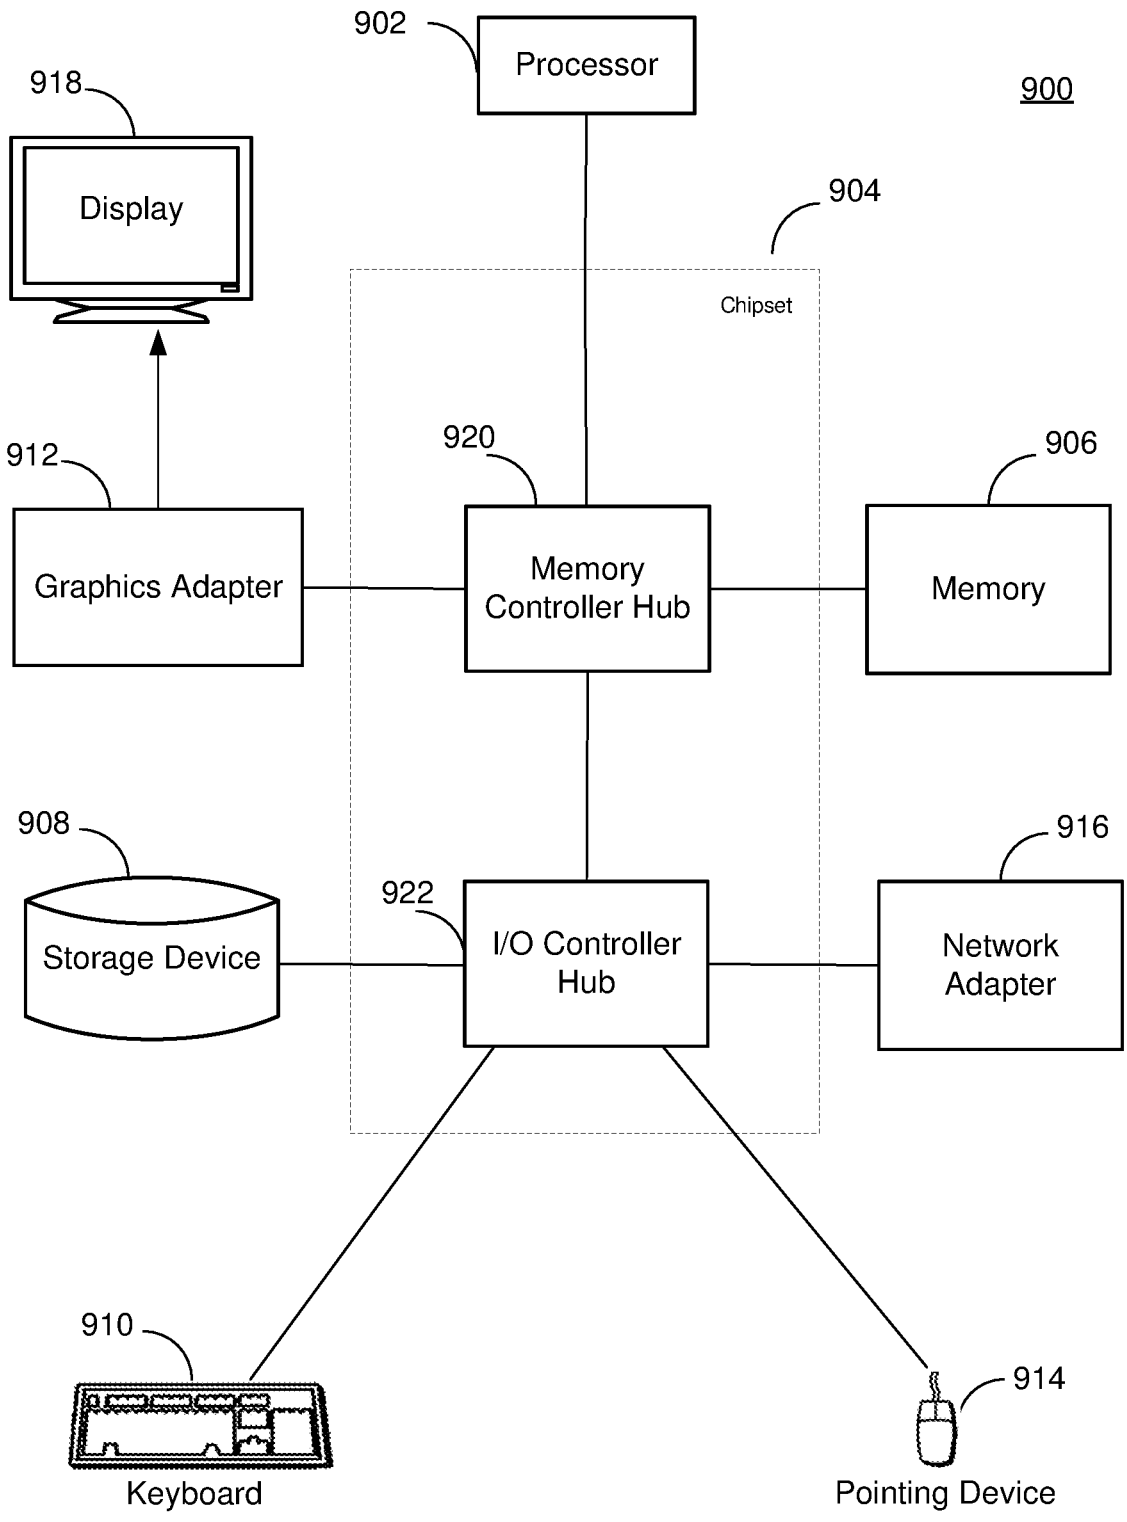 902
Processor
900
918
Display
904
Chipset
920
906
912
Graphics Adapter
Memory
Controller Hub
Memory
908
916
922
Storage Device
I/O Controller
Hub
Network
Adapter
910
914
Keyboard
Pointing Device